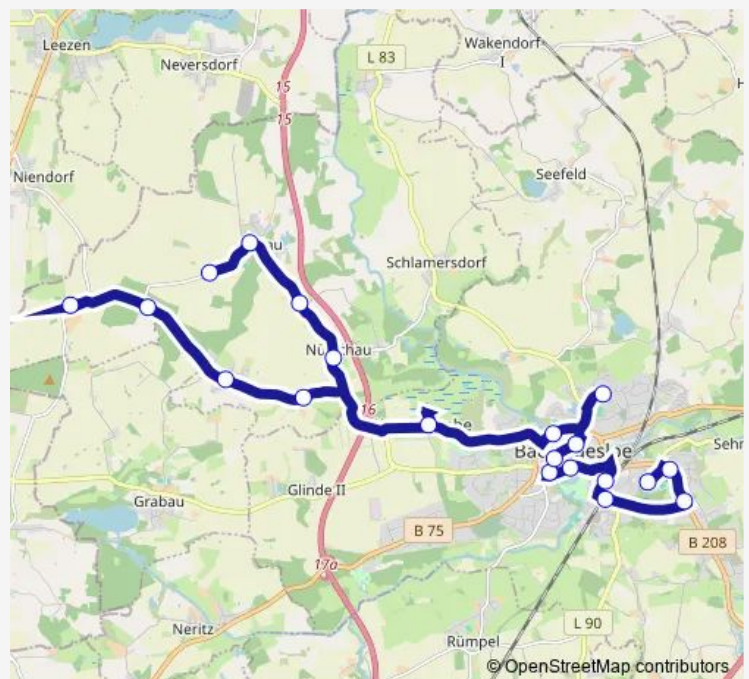 Leezen
Neversdorf
L 83
Wakendorf
I
15
15
Niendorf
Seefeld
Schlamersdorf
16
Sehr
Glinde II
Grabau
B 75
B 208
17a
Neritz
L 90
Rümpel
© OpenStreetMap contributors